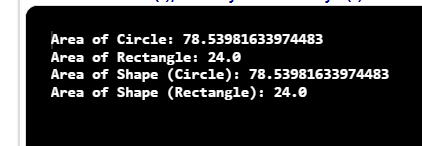 Area of Circle: 78.53981633974483
Area of Rectangle: 24.0
Area of Shape (Circle): 78.53981633974483
Area of Shape (Rectangle): 24.0